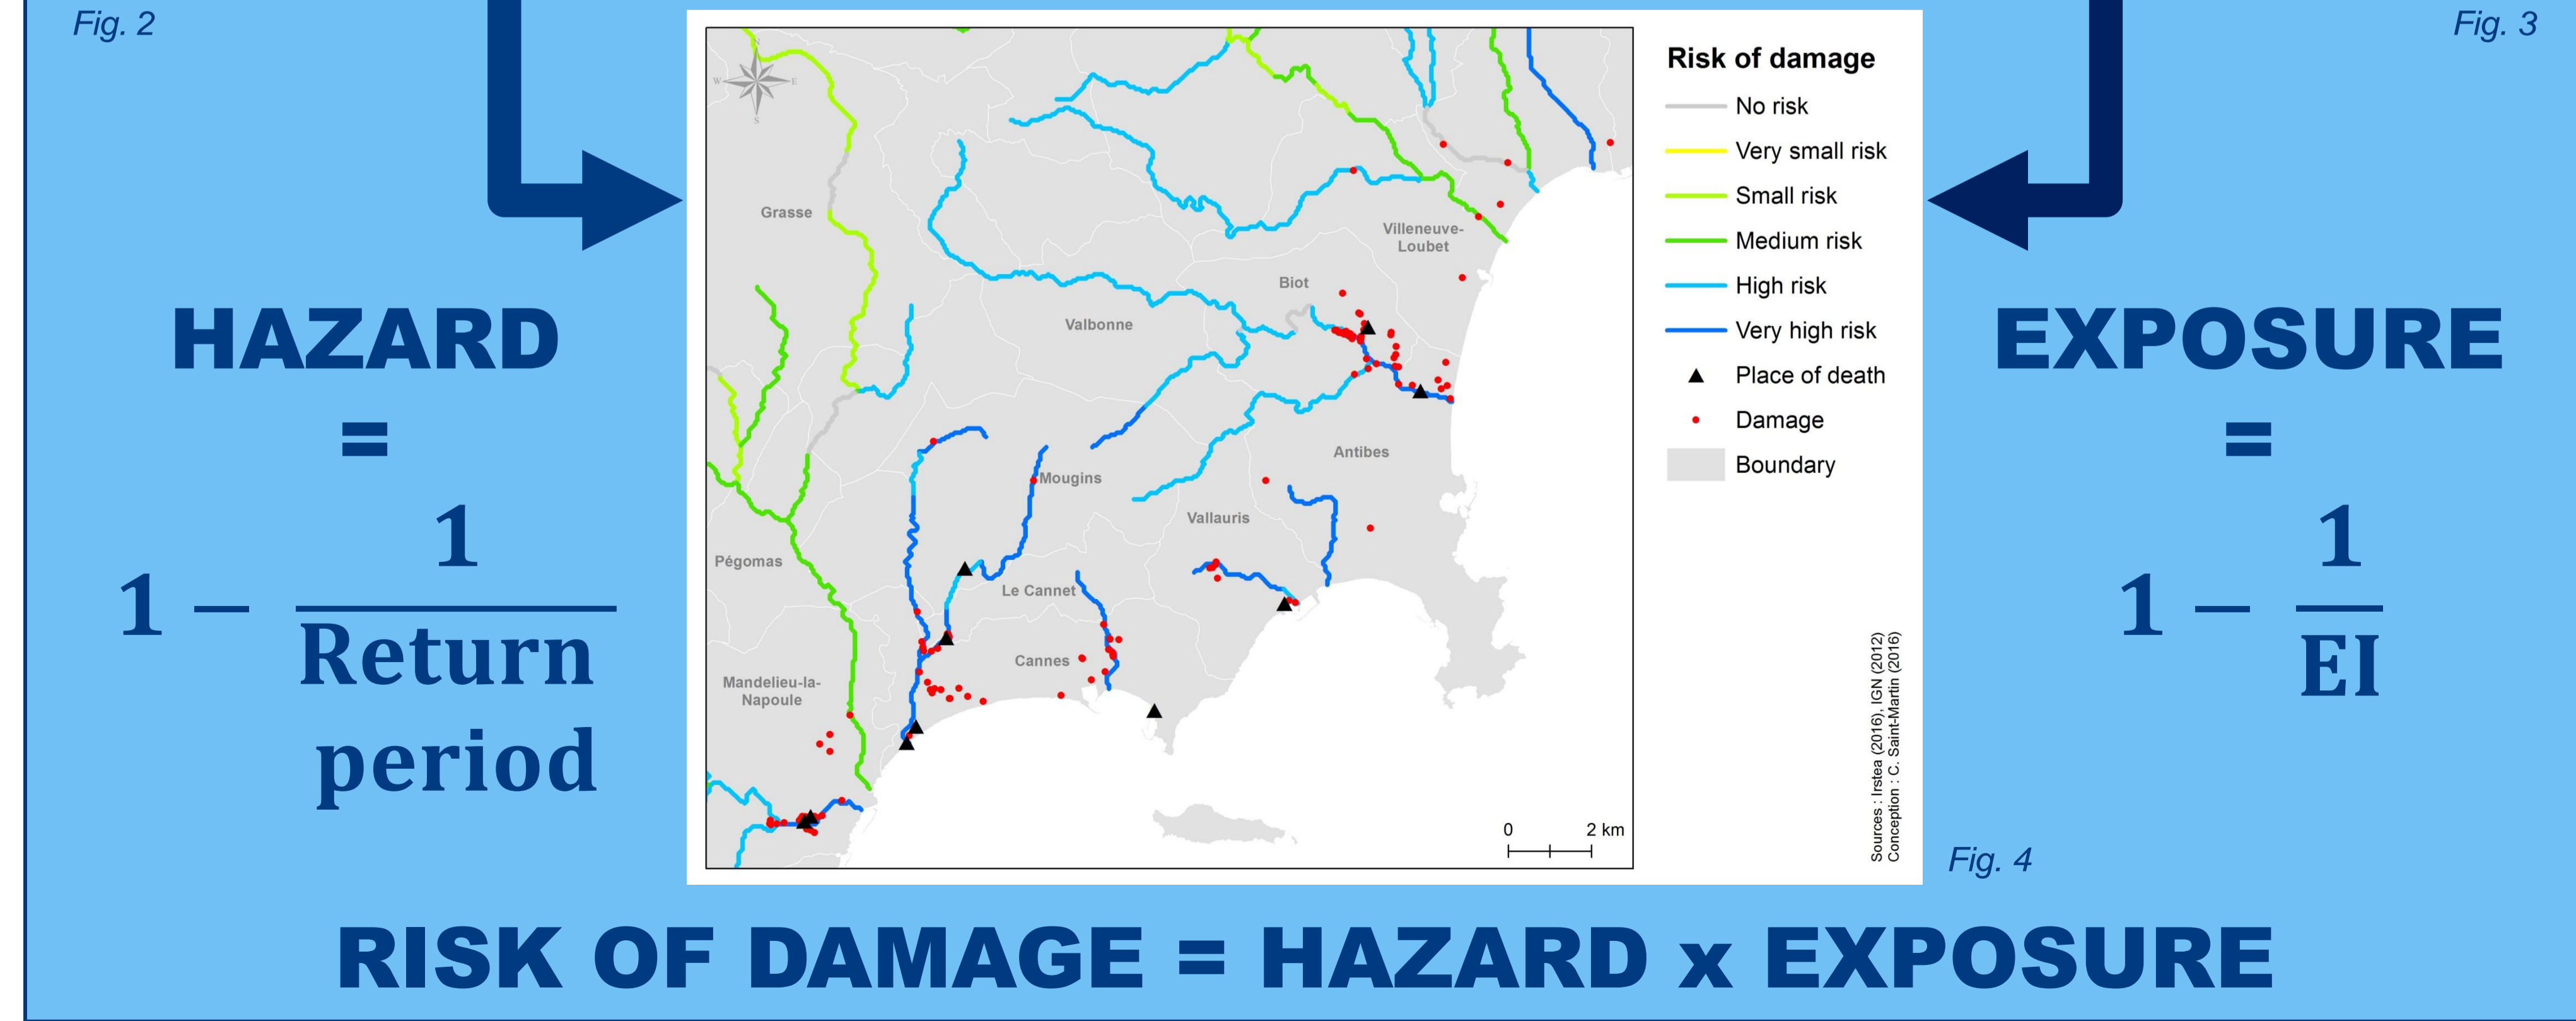 Fig. 2
Fig. 3
HAZARD
=
1 − 1
Return
period
N
W E
S
Grasse
Villeneuve-
Loubet
Biot
Valbonne
Antibes
Mougins
Vallauris
Pégomas
Le Cannet
Cannes
Mandelieu-la-
Napoule
0 2 km
Risk of damage
No risk
Very small risk
Small risk
Medium risk
High risk
Very high risk
Place of death
Damage
Boundary
Sources : Irstea (2016), IGN (2012)
Conception : C. Saint-Martin (2016)
EXPOSURE
=
1 − 1
EI
Fig. 4
RISK OF DAMAGE = HAZARD x EXPOSURE